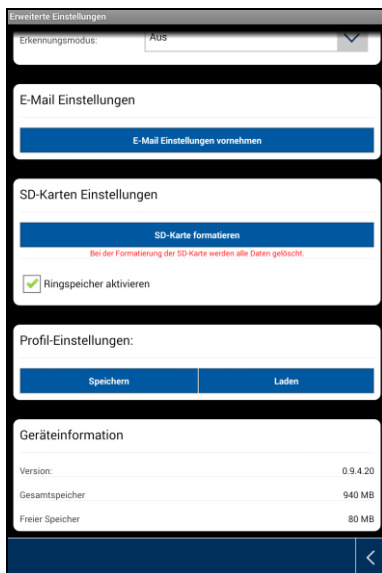 Erweiterte Einstellungen
Erkennungsmodus: Aus
E-Mail Einstellungen
E-Mail Einstellungen vornehmen
SD-Karten Einstellungen
SD-Karte formatieren
Bei der Formatierung der SD-Karte werden alle Daten gelöscht.
Ringspeicher aktivieren
Profil-Einstellungen:
Speichern Laden
Geräteinformation
Version: 0.9.4.20
Gesamtspeicher 940 MB
Freier Speicher 80 MB